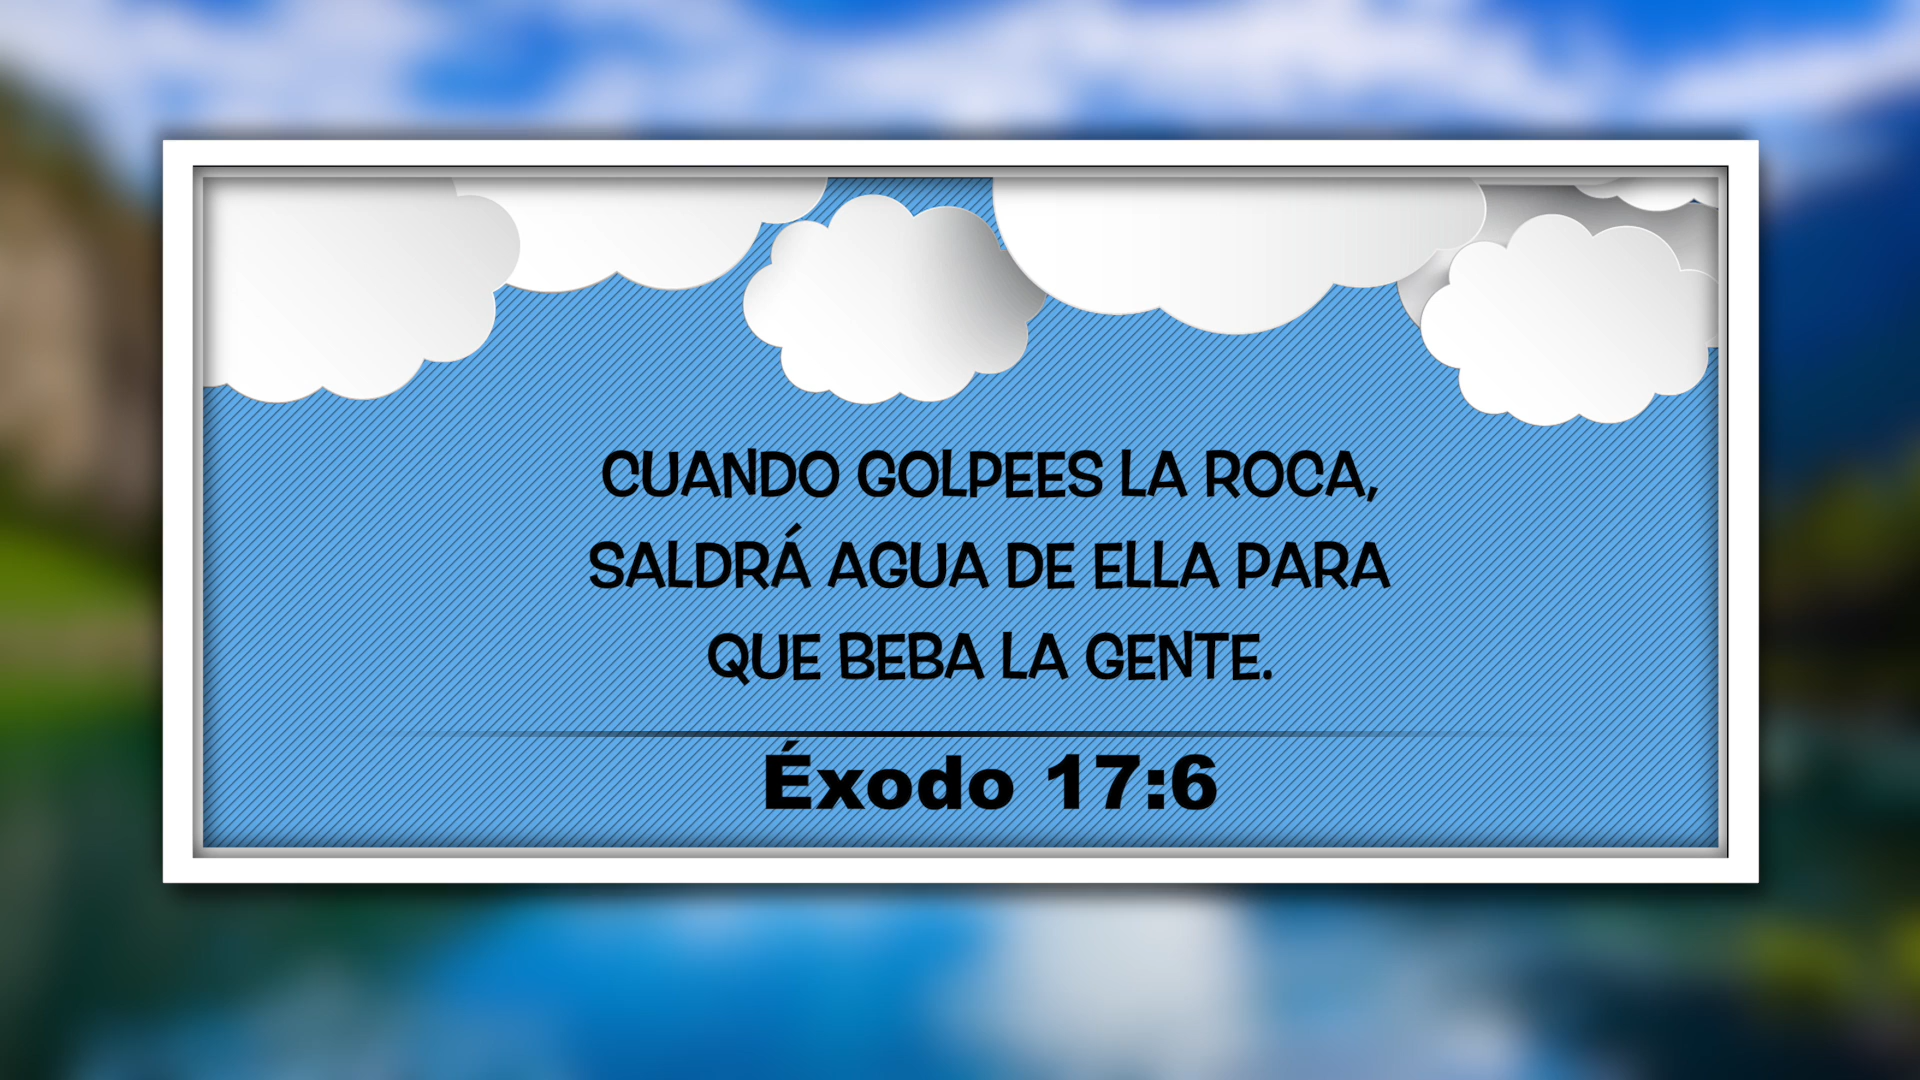 CUANDO GOLPEES LA ROCA,
SALDRÁ AGUA DE ELLA PARA
QUE BEBA LA GENTE.
Éxodo 17:6